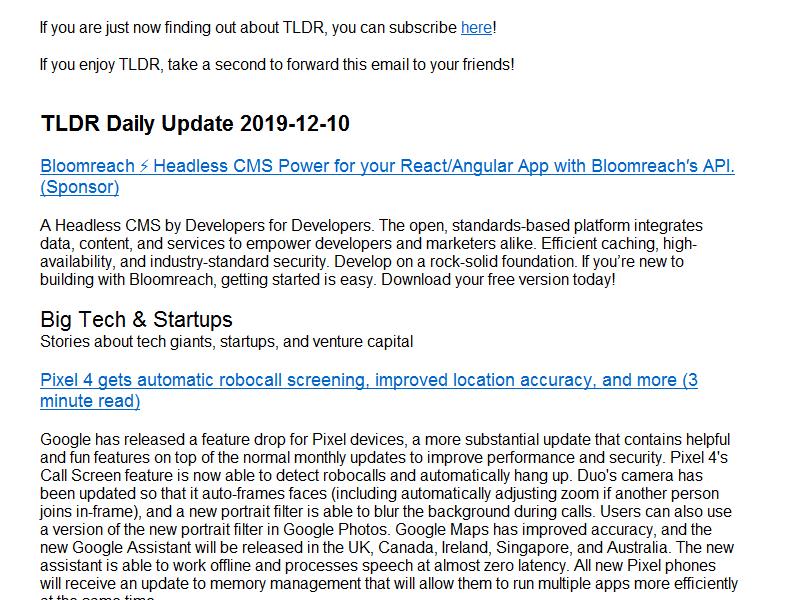 If you are just now finding out about TLDR, you can subscribe here!
If you enjoy TLDR, take a second to forward this email to your friends!
TLDR Daily Update 2019-12-10
Bloomreach ⚡ Headless CMS Power for your React/Angular App with Bloomreach's API.
(Sponsor)
A Headless CMS by Developers for Developers. The open, standards-based platform integrates
data, content, and services to empower developers and marketers alike. Efficient caching, high-
availability, and industry-standard security. Develop on a rock-solid foundation. If you’re new to
building with Bloomreach, getting started is easy. Download your free version today!
Big Tech & Startups
Stories about tech giants, startups, and venture capital
Pixel 4 gets automatic robocall screening, improved location accuracy, and more (3
minute read)
Google has released a feature drop for Pixel devices, a more substantial update that contains helpful
and fun features on top of the normal monthly updates to improve performance and security. Pixel 4's
Call Screen feature is now able to detect robocalls and automatically hang up. Duo's camera has
been updated so that it auto-frames faces (including automatically adjusting zoom if another person
joins in-frame), and a new portrait filter is able to blur the background during calls. Users can also use
a version of the new portrait filter in Google Photos. Google Maps has improved accuracy, and the
new Google Assistant will be released in the UK, Canada, Ireland, Singapore, and Australia. The new
assistant is able to work offline and processes speech at almost zero latency. All new Pixel phones
will receive an update to memory management that will allow them to run multiple apps more efficiently
at the same time.